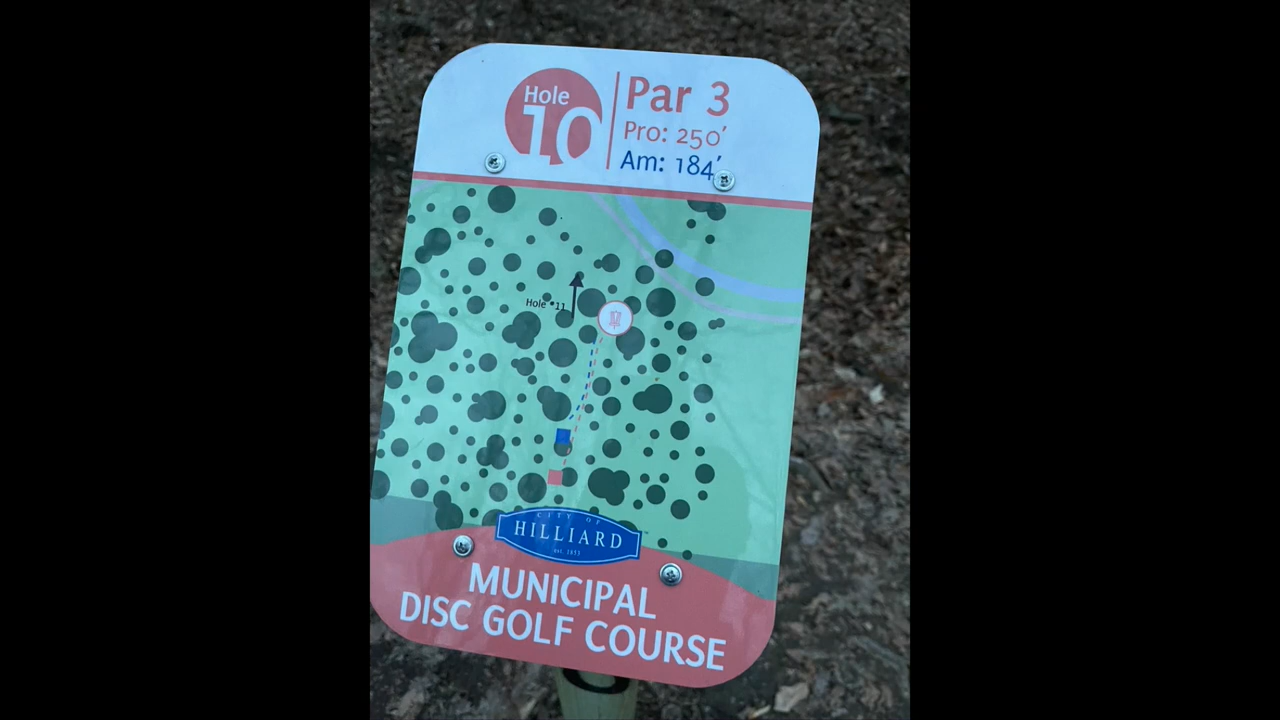 Hole
10
Par 3
Pro: 250'
Am: 184'
Hole #11
CITY OF
HILLIARD
est. 1853
MUNICIPAL
DISC GOLF COURSE